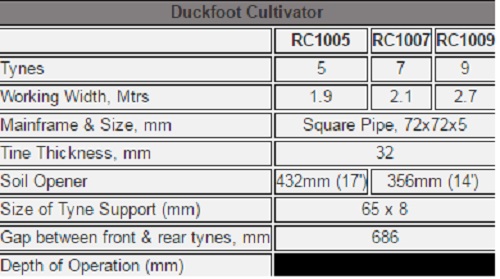 Duckfoot Cultivator
RC1005 RC1007 RC1009
Tynes 5 7 9
Working Width, Mtrs 1.9 2.1 2.7
Mainframe & Size, mm Square Pipe, 72x72x5
Tine Thickness, mm 32
Soil Opener 432mm (17') 356mm (14')
Size of Tyne Support (mm) 65 x 8
Gap between front & rear tynes, mm 686
Depth of Operation (mm)